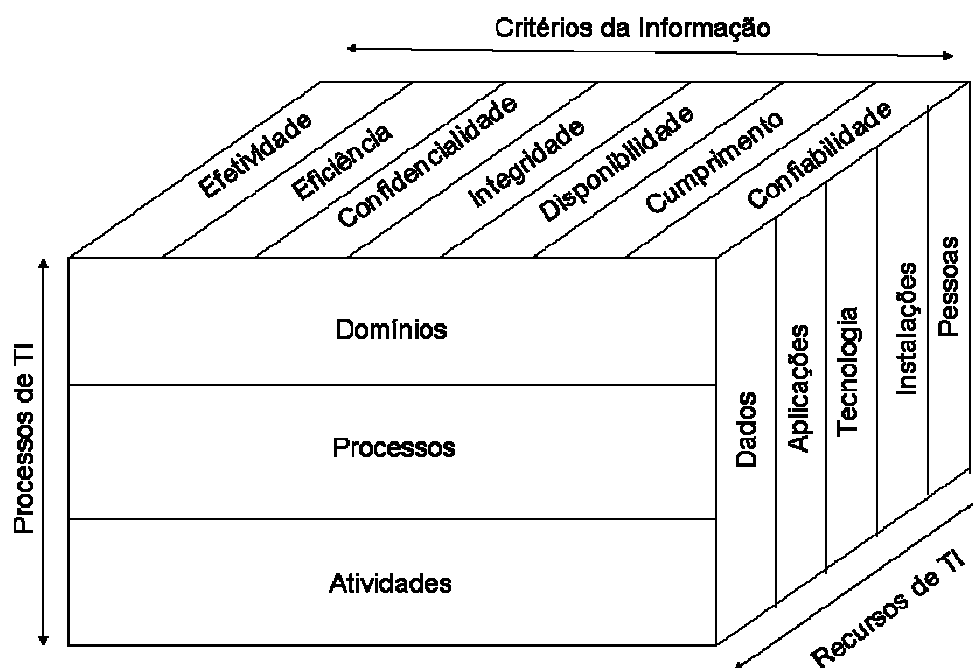 Critérios da Informação
Efetividade
Eficiência
Confidencialidade
Integridade
Disponibilidade
Cumprimento
Confiabilidade
Processos de TI
Domínios
Processos
Atividades
Dados
Aplicações
Tecnologia
Instalações
Pessoas
Recursos de TI